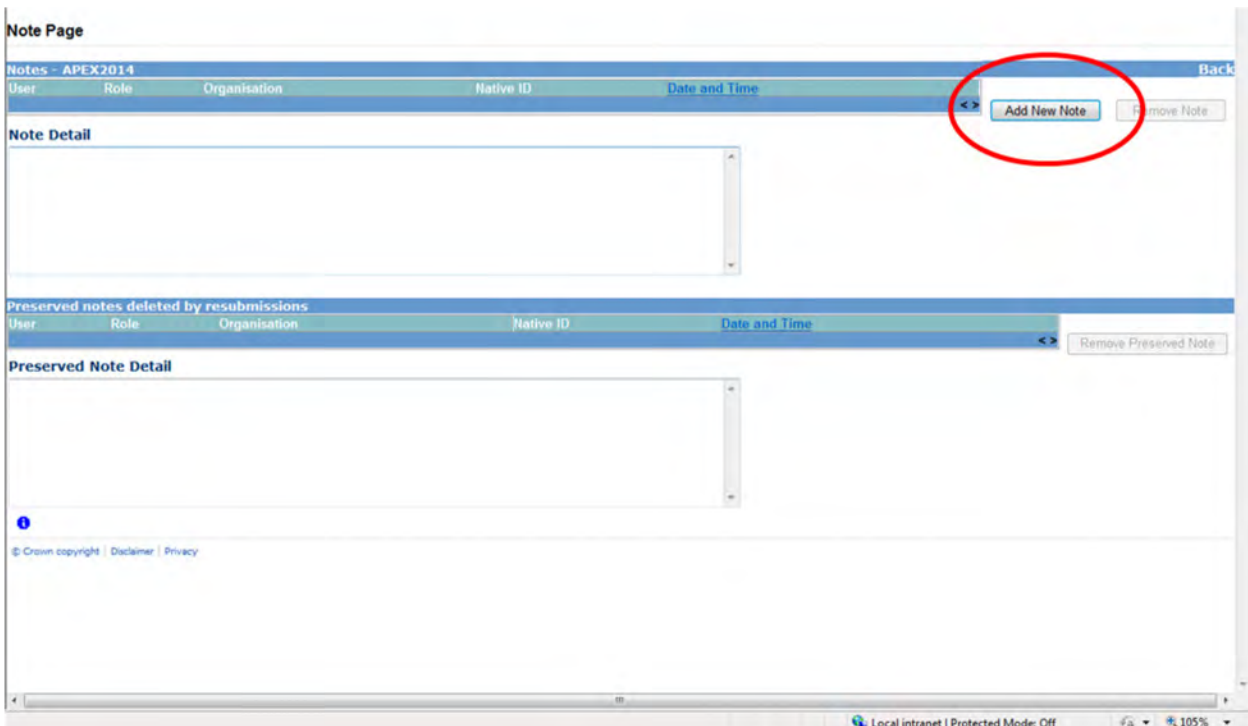 Note Page
Notes - APEX2014 Back
User Role Organisation Native ID Date and Time
< > Add New Note Remove Note
Note Detail
Preserved notes deleted by resubmissions
User Role Organisation Native ID Date and Time
< > Remove Preserved Note
Preserved Note Detail
© Crown copyright | Disclaimer | Privacy
Local intranet | Protected Mode: Off 105%